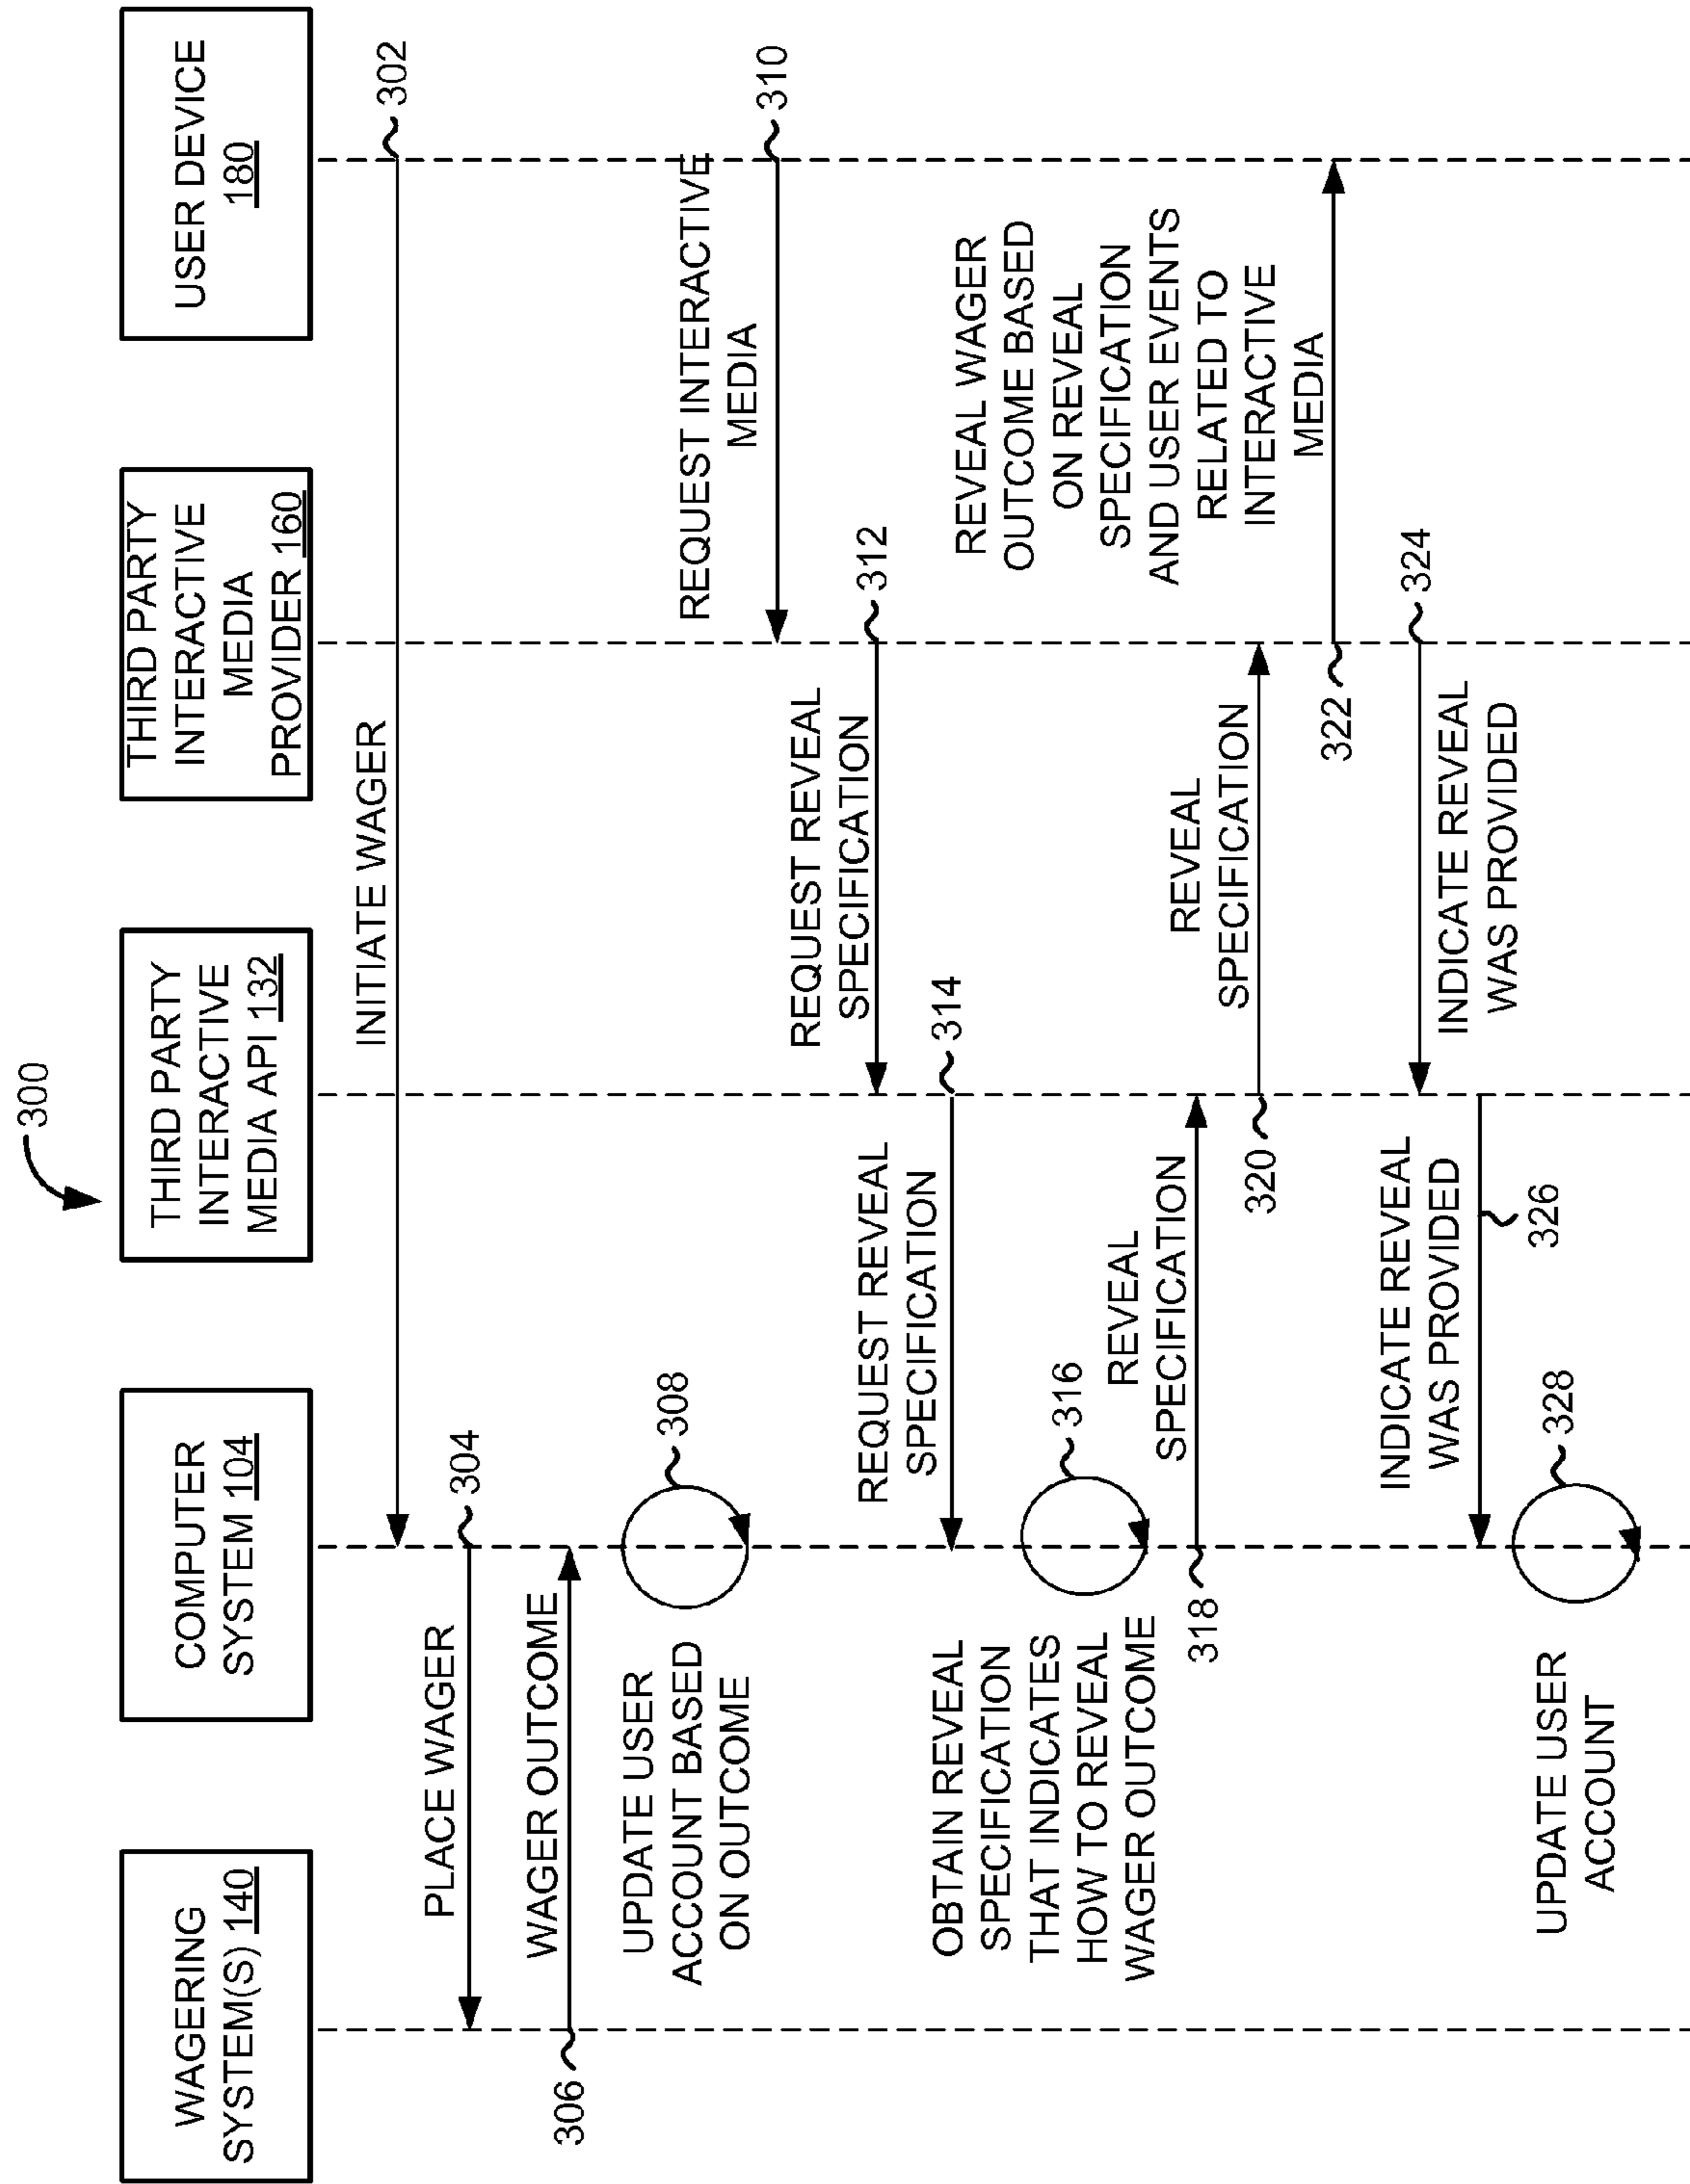 300
WAGERING
SYSTEM(S) 140
COMPUTER
SYSTEM 104
THIRD PARTY
INTERACTIVE
MEDIA API 132
THIRD PARTY
INTERACTIVE
MEDIA
PROVIDER 160
USER DEVICE
180
INITIATE WAGER
302
PLACE WAGER
304
WAGER OUTCOME
306
UPDATE USER
ACCOUNT BASED
ON OUTCOME
308
REQUEST INTERACTIVE
MEDIA
310
REQUEST REVEAL
SPECIFICATION
312
REQUEST REVEAL
SPECIFICATION
314
OBTAIN REVEAL
SPECIFICATION
THAT INDICATES
HOW TO REVEAL
WAGER OUTCOME
316
REVEAL
SPECIFICATION
318
REVEAL
SPECIFICATION
320
REVEAL WAGER
OUTCOME BASED
ON REVEAL
SPECIFICATION
AND USER EVENTS
RELATED TO
INTERACTIVE
MEDIA
322
INDICATE REVEAL
WAS PROVIDED
324
INDICATE REVEAL
WAS PROVIDED
326
UPDATE USER
ACCOUNT
328